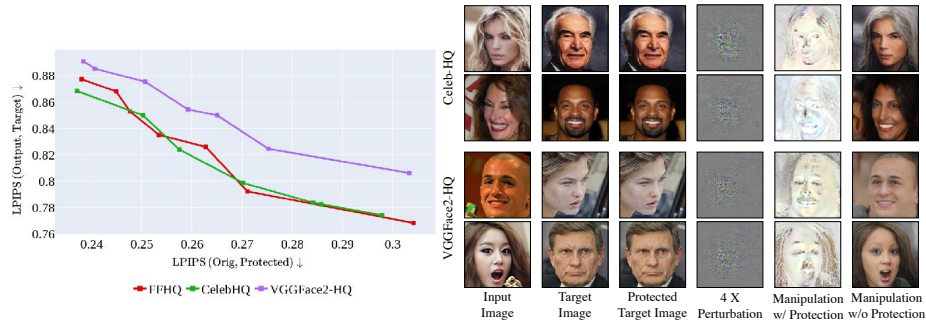 LPIPS (Output, Target) ↓
0.88
0.86
0.84
0.82
0.8
0.78
0.76
0.24 0.25 0.26 0.27 0.28 0.29 0.3
LPIPS (Orig, Protected) ↓
FFHQ CelebHQ VGGFace2-HQ
Celeb-HQ
VGGFace2-HQ
Input
Image
Target
Image
Protected
Target Image
4 X
Perturbation
Manipulation
w/ Protection
Manipulation
w/o Protection